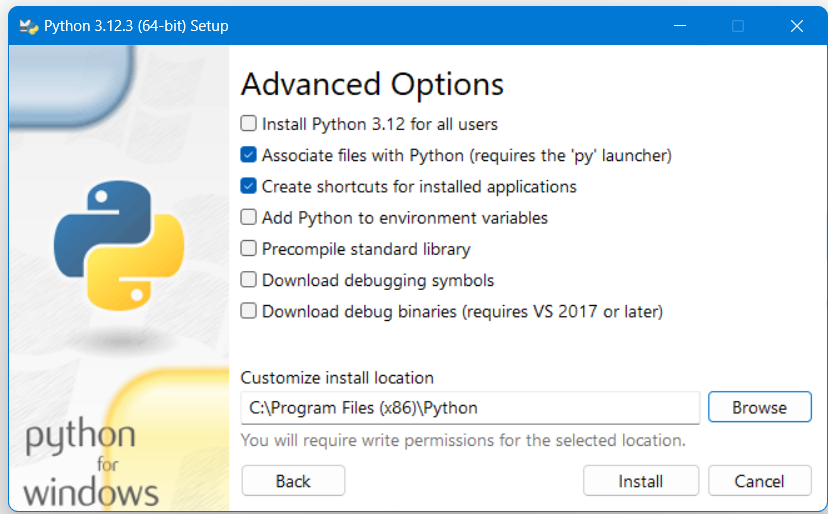 Python 3.12.3 (64-bit) Setup
Advanced Options
Install Python 3.12 for all users
Associate files with Python (requires the 'py' launcher)
Create shortcuts for installed applications
Add Python to environment variables
Precompile standard library
Download debugging symbols
Download debug binaries (requires VS 2017 or later)
Customize install location
C:\Program Files (x86)\Python
Browse
You will require write permissions for the selected location.
python
for
windows
Back
Install
Cancel